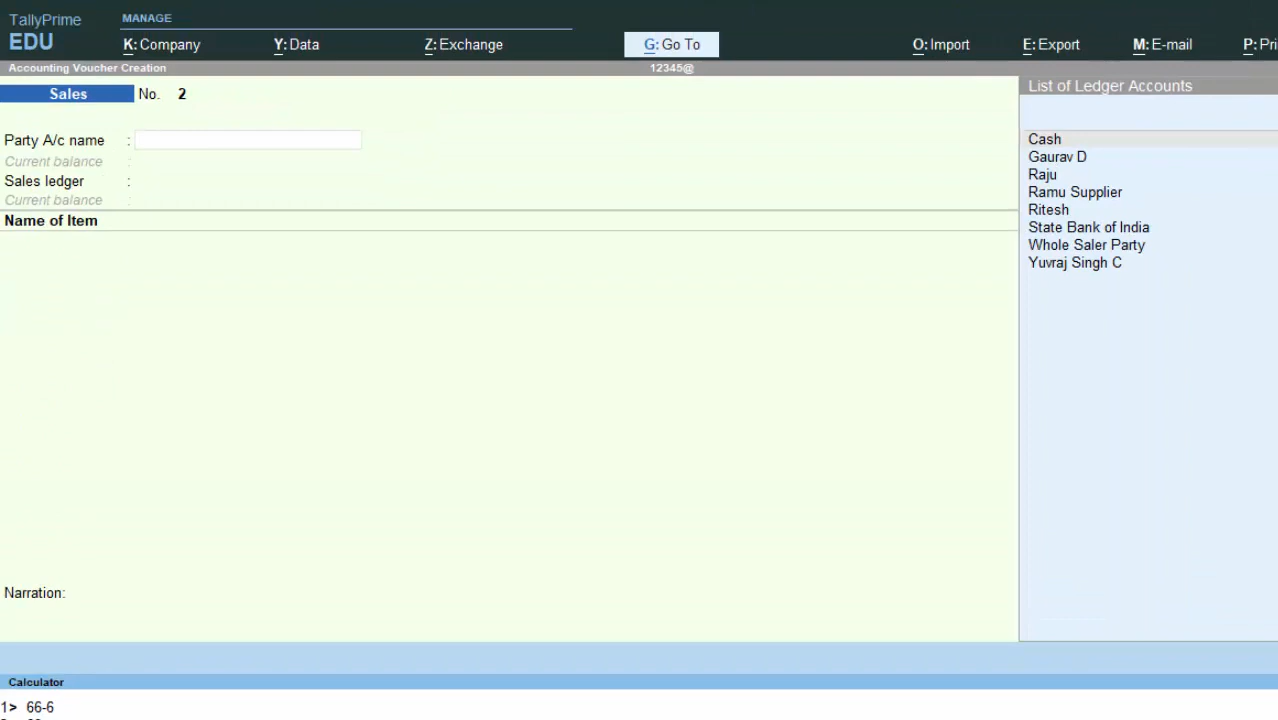 TallyPrime
MANAGE
EDU
K: Company
Y: Data
Z: Exchange
G: Go To
O: Import
E: Export
M: E-mail
Accounting Voucher Creation
12345@
Sales
No. 2
Party A/c name :
Current balance :
Sales ledger :
Current balance :
Name of Item
List of Ledger Accounts
Cash
Gaurav D
Raju
Ramu Supplier
Ritesh
State Bank of India
Whole Saler Party
Yuvraj Singh C
Narration:
Calculator
1> 66-6